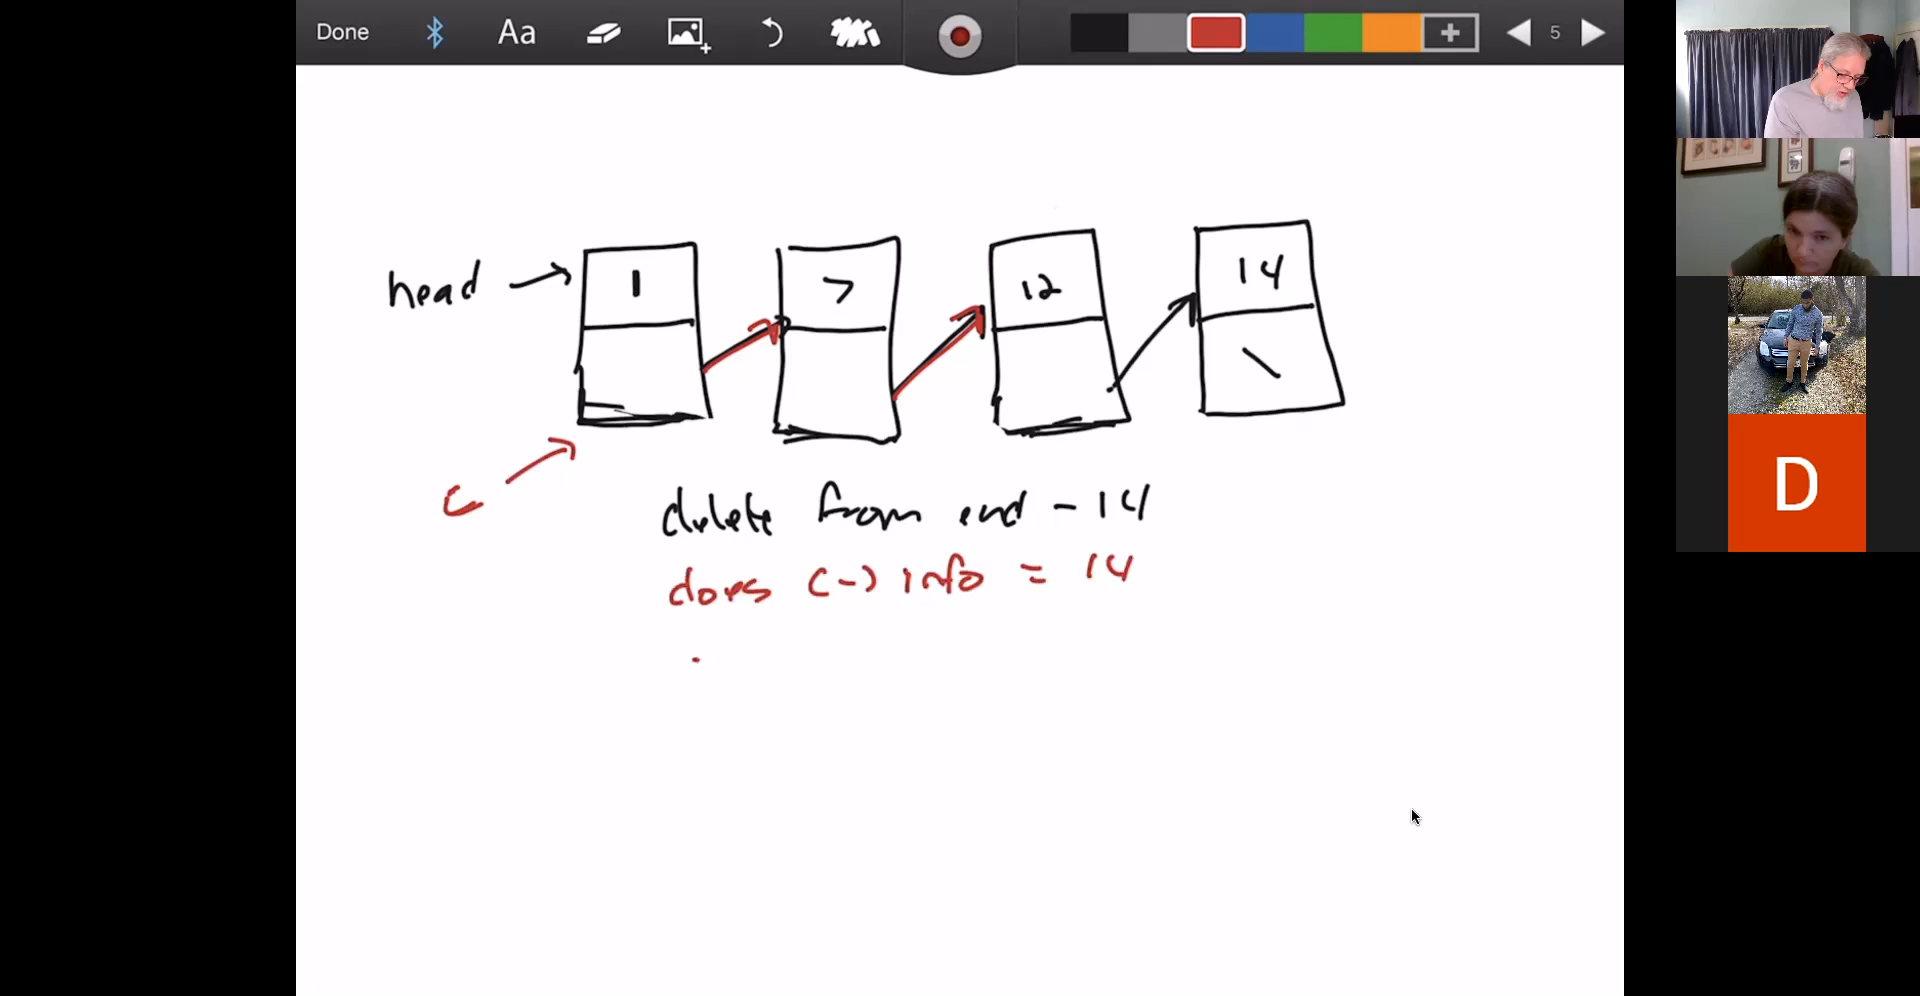 Done Aa 5
head 1 7 12 14
c
delete from end - 14
does c->info = 14
D